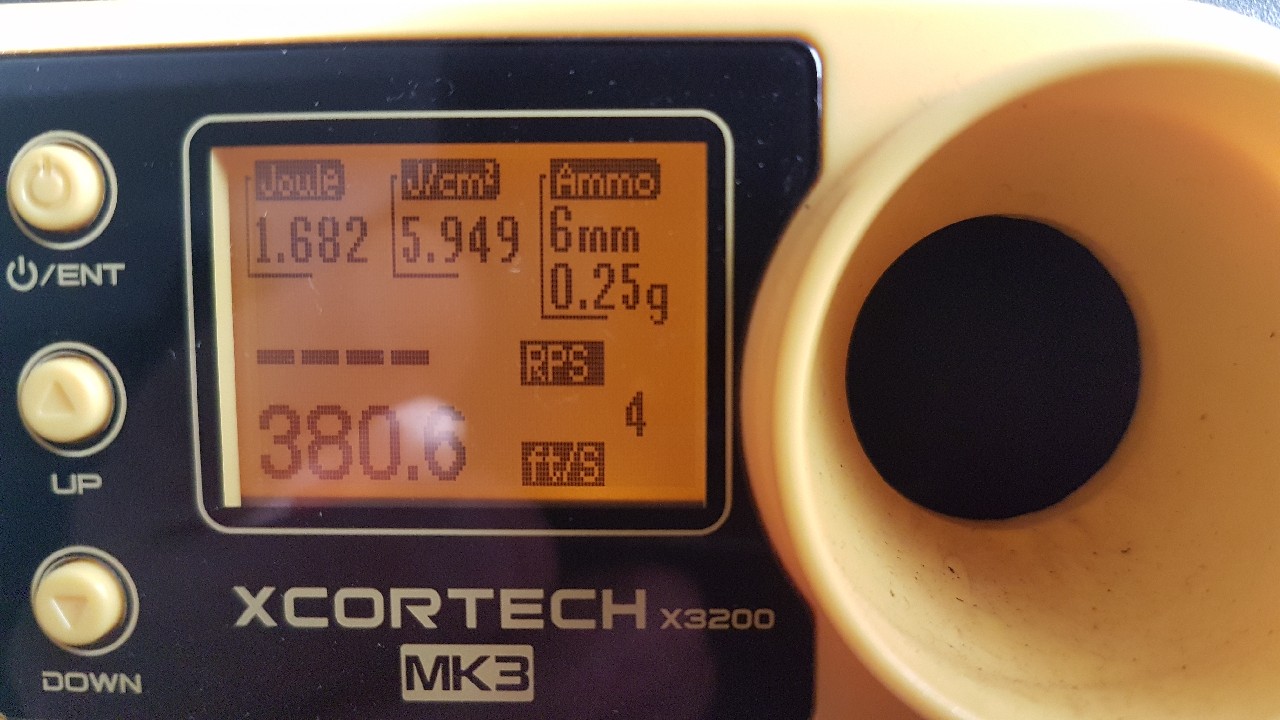 Joule J/cm² Ammo
1.682 5.949 6mm
0.25g
---- RPS
4
380.6 ft/S
⏻/ENT
UP
DOWN
XCORTECH X3200
MK3